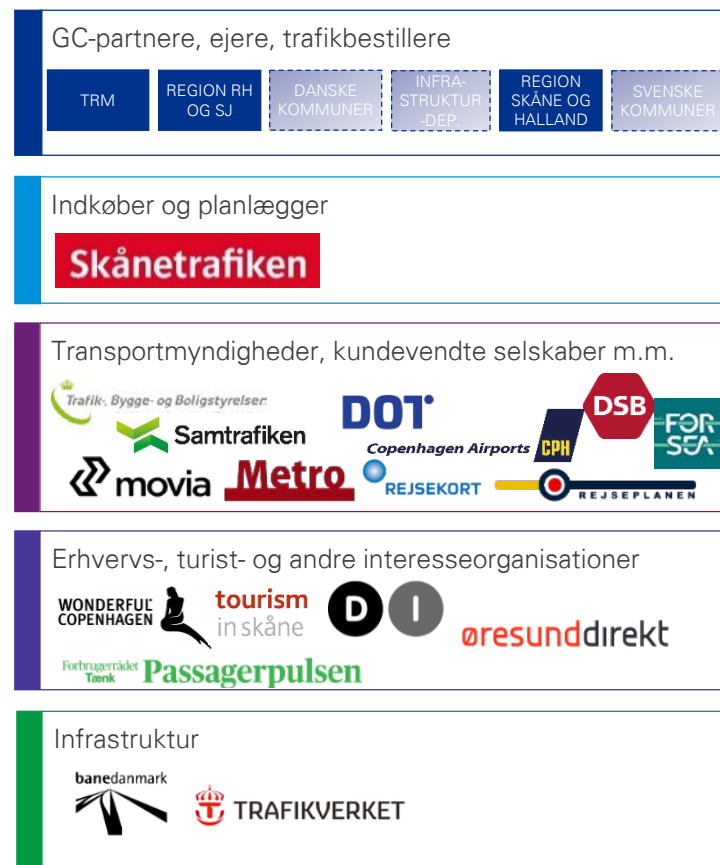 GC-partnere, ejere, trafikbestillere
TRM
REGION RH
OG SJ
DANSKE
KOMMUNER
INFRA-
STRUKTUR
-DEP.
REGION
SKÅNE OG
HALLAND
SVENSKE
KOMMUNER
Indkøber og planlægger
Skånetrafiken
Transportmyndigheder, kundevendte selskaber m.m.
Trafik-, Bygge- og Boligstyrelsen
Samtrafiken
DOT
Copenhagen Airports
CPH
DSB
FOR
SEA
movia
Metro
REJSEKORT
REJSEPLANEN
Erhvervs-, turist- og andre interesseorganisationer
WONDERFUL
COPENHAGEN
tourism
in skåne
D I
øresunddirekt
Forbrugerrådet
Tænk
Passagerpulsen
Infrastruktur
banedanmark
TRAFIKVERKET